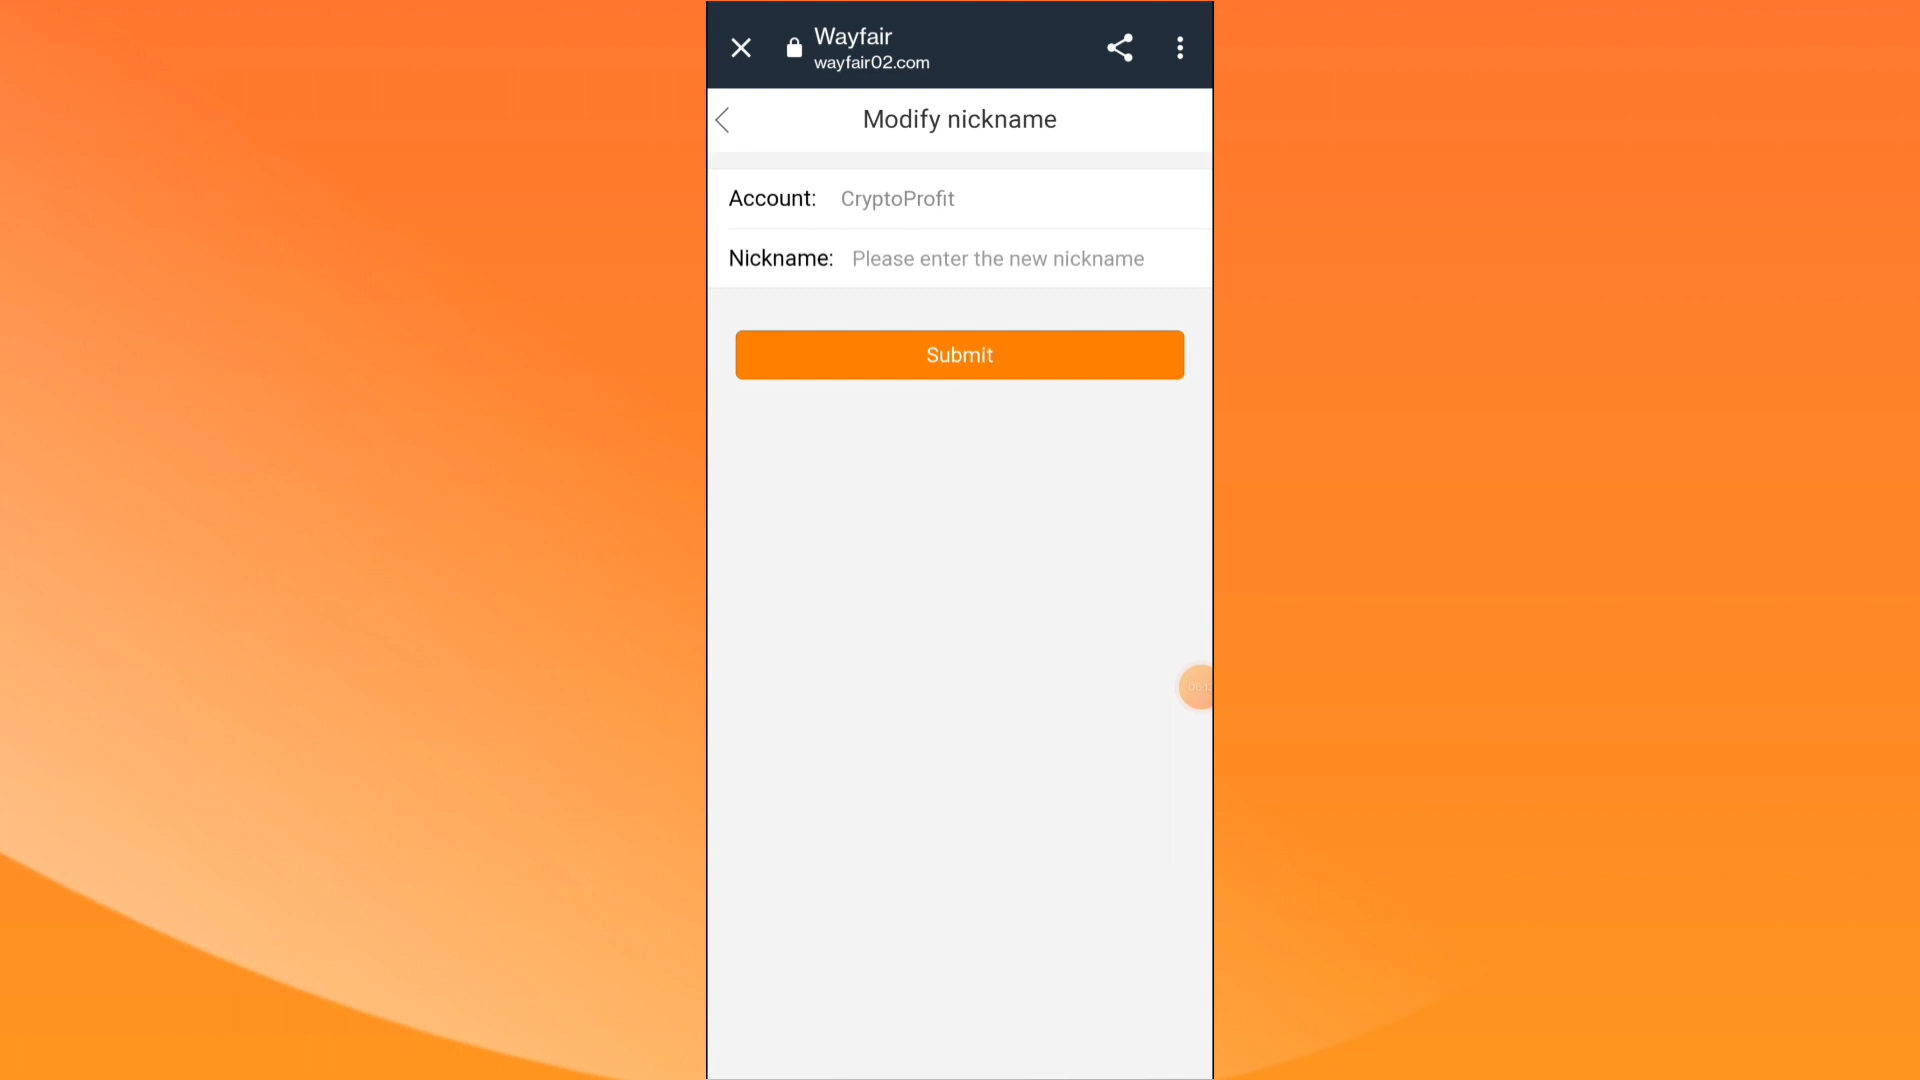 Wayfair
wayfair02.com
Modify nickname
Account: CryptoProfit
Nickname: Please enter the new nickname
Submit